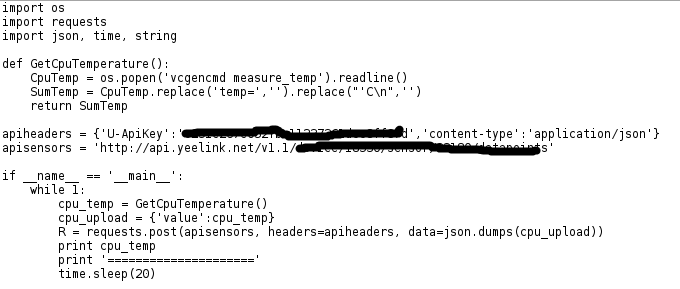 import os
import requests
import json, time, string
def GetCpuTemperature():
CpuTemp = os.popen('vcgencmd measure_temp').readline()
SumTemp = CpuTemp.replace('temp=','').replace("'C\n",'')
return SumTemp
apiheaders = {'U-ApiKey':' ','content-type':'application/json'}
apisensors = 'http://api.yeelink.net/v1.1/ '
if __name__ == '__main__':
while 1:
cpu_temp = GetCpuTemperature()
cpu_upload = {'value':cpu_temp}
R = requests.post(apisensors, headers=apiheaders, data=json.dumps(cpu_upload))
print cpu_temp
print '====================='
time.sleep(20)